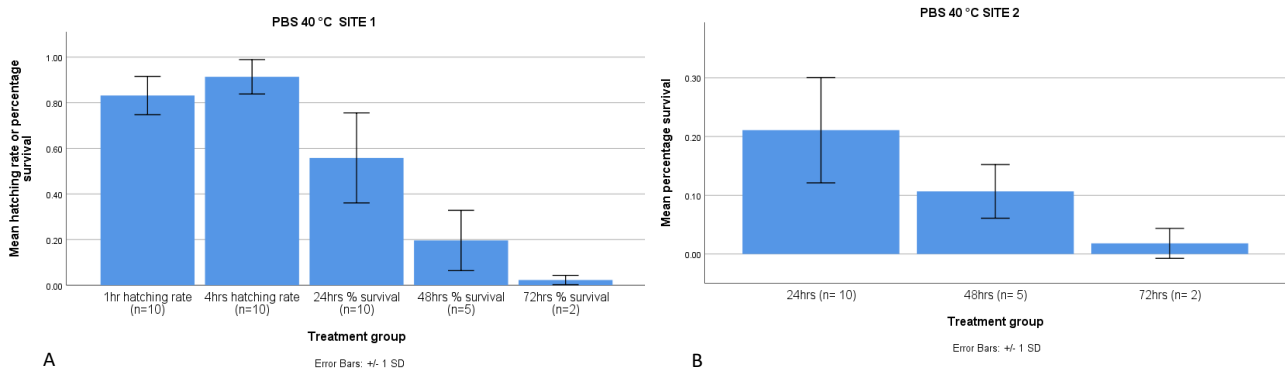 PBS 40 °C  SITE 1
Mean hatching rate or percentage
survival
1.00
0.80
0.60
0.40
0.20
0.00
1hr hatching rate
(n=10)
4hrs hatching rate
(n=10)
24hrs % survival
(n=10)
48hrs % survival
(n=5)
72hrs % survival
(n=2)
Treatment group
Error Bars: +/- 1 SD
A
PBS 40 °C SITE 2
Mean percentage survival
0.30
0.20
0.10
0.00
24hrs (n= 10)
48hrs (n= 5)
72hrs (n= 2)
Treatment group
Error Bars: +/- 1 SD
B